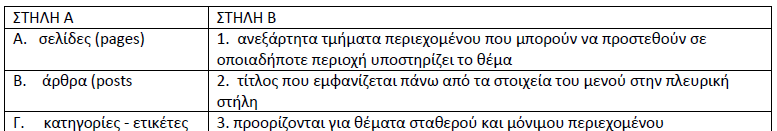 ΣΤΗΛΗ Α ΣΤΗΛΗ Β
Α. σελίδες (pages) 1. ανεξάρτητα τμήματα περιεχομένου που μπορούν να προστεθούν σε
οποιαδήποτε περιοχή υποστηρίζει το θέμα
Β. άρθρα (posts 2. τίτλος που εμφανίζεται πάνω από τα στοιχεία του μενού στην πλευρική
στήλη
Γ. κατηγορίες - ετικέτες 3. προορίζονται για θέματα σταθερού και μόνιμου περιεχομένου